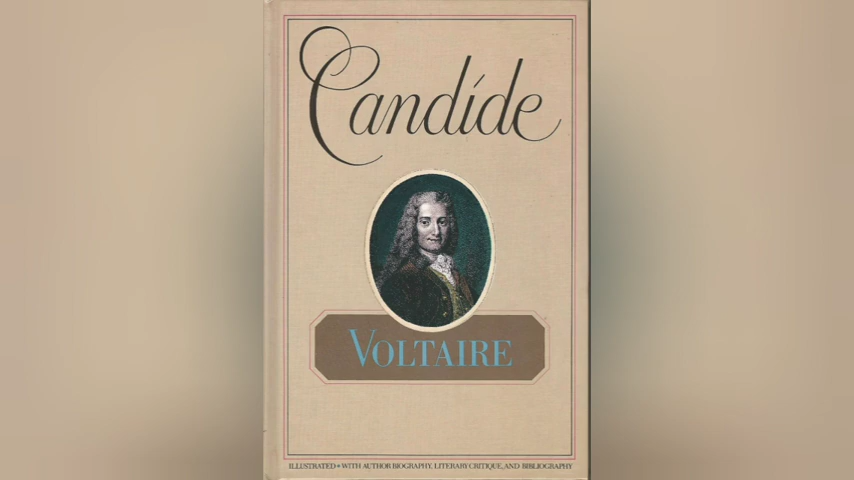 Candide
VOLTAIRE
ILLUSTRATED • WITH AUTHOR BIOGRAPHY, LITERARY CRITIQUE, AND BIBLIOGRAPHY